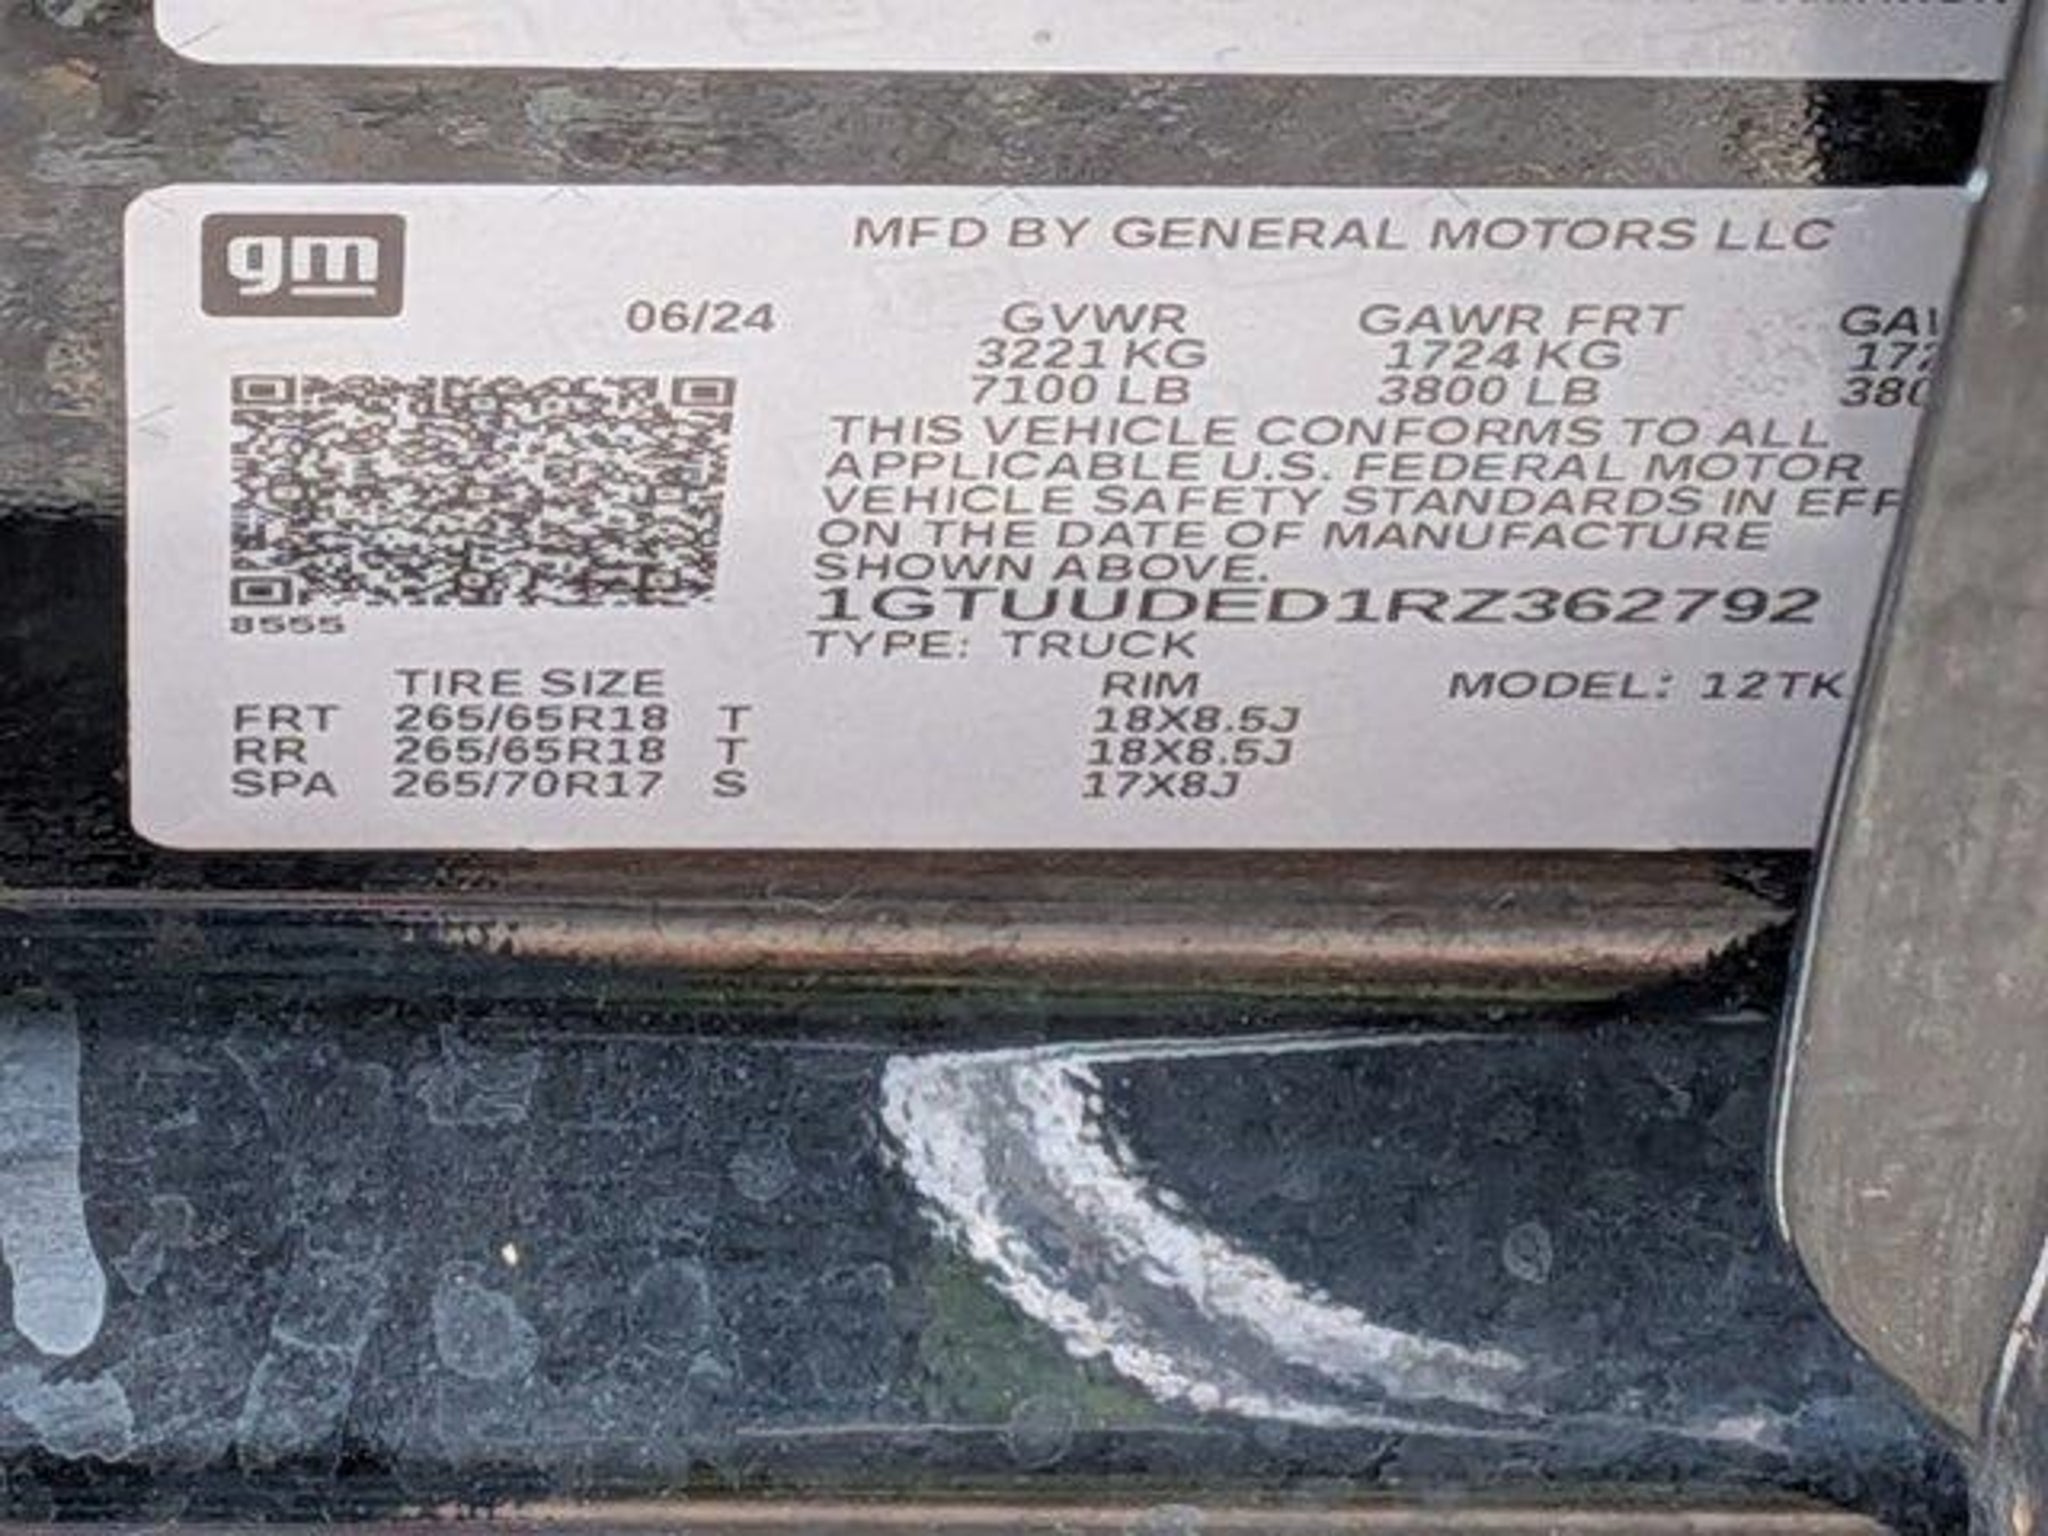 gm
MFD BY GENERAL MOTORS LLC
06/24 GVWR GAWR FRT
3221 KG 1724 KG
7100 LB 3800 LB
THIS VEHICLE CONFORMS TO ALL
APPLICABLE U.S. FEDERAL MOTOR
VEHICLE SAFETY STANDARDS IN EFF
ON THE DATE OF MANUFACTURE
SHOWN ABOVE.
8555 1GTUUDED1RZ362792
TYPE: TRUCK
TIRE SIZE RIM MODEL: 12TK
FRT 265/65R18 T 18X8.5J
RR 265/65R18 T 18X8.5J
SPA 265/70R17 S 17X8J